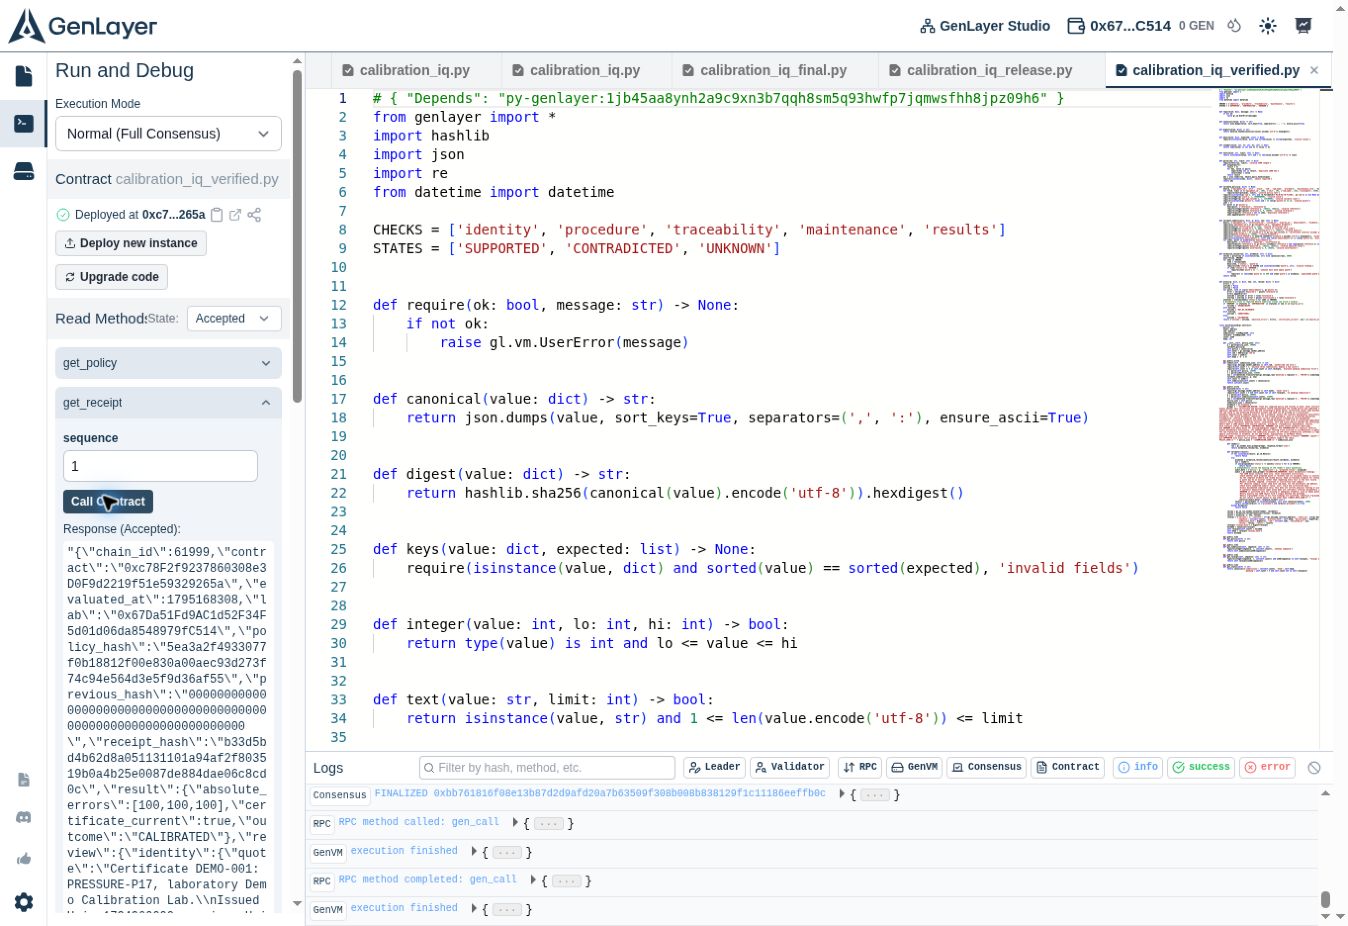 GenLayer
GenLayer Studio
0x67...C514
0 GEN
Run and Debug
Execution Mode
Normal (Full Consensus)
Contract calibration_iq_verified.py
Deployed at 0xc7...265a
Deploy new instance
Upgrade code
Read Methods
State:
Accepted
get_policy
get_receipt
sequence
1
Call Contract
Response (Accepted):
"{\"chain_id\":61999,\"contr
act\":\"0xc78F2f9237860308e3
D0F9d2219f51e59329265a\",\"e
valuated_at\":1795168308,\"l
ab\":\"0x67Da51Fd9AC1d52F34F
5d01d06da8548979fC514\",\"po
licy_hash\":\"5ea3a2f4933077
f0b18812f00e830a00aec93d273f
74c94e564d3e5f9d36af55\",\"p
revious_hash\":\"00000000000
0000000000000000000000000000
0000000000000000000000000
\",\"receipt_hash\":\"b33d5b
d4b62d8a051131101a94af2f8035
19b0a4b25e0087de884dae06c8cd
0c\",\"result\":{\"absolute_
errors\":[100,100,100],\"cer
tificate_current\":true,\"ou
tcome\":\"CALIBRATED\"},\"re
view\":{\"identity\":{\"quot
e\":\"Certificate DEMO-001:
PRESSURE-P17, laboratory Dem
o Calibration Lab.\\nIssued
calibration_iq.py
calibration_iq.py
calibration_iq_final.py
calibration_iq_release.py
calibration_iq_verified.py
1 # { "Depends": "py-genlayer:1jb45aa8ynh2a9c9xn3b7qqh8sm5q93hwfp7jqmwsfhh8jpz09h6" }
2 from genlayer import *
3 import hashlib
4 import json
5 import re
6 from datetime import datetime
7
8 CHECKS = ['identity', 'procedure', 'traceability', 'maintenance', 'results']
9 STATES = ['SUPPORTED', 'CONTRADICTED', 'UNKNOWN']
10
11
12 def require(ok: bool, message: str) -> None:
13 if not ok:
14 raise gl.vm.UserError(message)
15
16
17 def canonical(value: dict) -> str:
18 return json.dumps(value, sort_keys=True, separators=(',', ':'), ensure_ascii=True)
19
20
21 def digest(value: dict) -> str:
22 return hashlib.sha256(canonical(value).encode('utf-8')).hexdigest()
23
24
25 def keys(value: dict, expected: list) -> None:
26 require(isinstance(value, dict) and sorted(value) == sorted(expected), 'invalid fields')
27
28
29 def integer(value: int, lo: int, hi: int) -> bool:
30 return type(value) is int and lo <= value <= hi
31
32
33 def text(value: str, limit: int) -> bool:
34 return isinstance(value, str) and 1 <= len(value.encode('utf-8')) <= limit
35
Logs
Filter by hash, method, etc.
Leader
Validator
RPC
GenVM
Consensus
Contract
info
success
error
Consensus FINALIZED 0xbb761816f08e13b87d2d9afd20a7b63509f308b008b838129f1c11186eeffb0c { ... }
RPC RPC method called: gen_call { ... }
GenVM execution finished { ... }
RPC RPC method completed: gen_call { ... }
GenVM execution finished { ... }